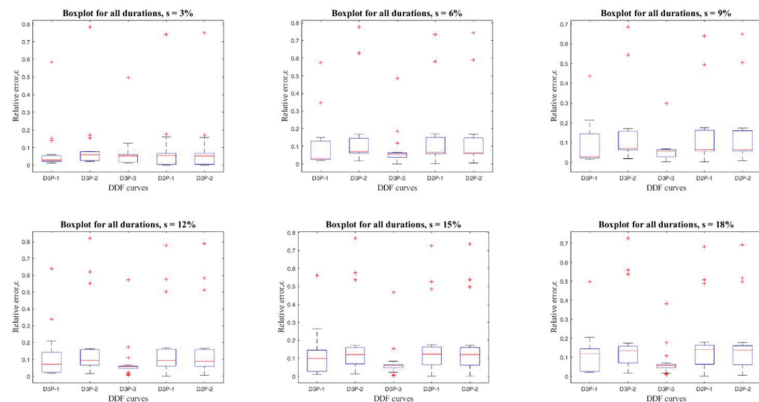 Boxplot for all durations, s = 3%
Relative error,ε
0.8
0.7
0.6
0.5
0.4
0.3
0.2
0.1
0
D3P-1 D3P-2 D3P-3 D2P-1 D2P-2
DDF curves
Boxplot for all durations, s = 6%
Relative error,ε
0.8
0.7
0.6
0.5
0.4
0.3
0.2
0.1
0
D3P-1 D3P-2 D3P-3 D2P-1 D2P-2
DDF curves
Boxplot for all durations, s = 9%
Relative error,ε
0.7
0.6
0.5
0.4
0.3
0.2
0.1
0
D3P-1 D3P-2 D3P-3 D2P-1 D2P-2
DDF curves
Boxplot for all durations, s = 12%
Relative error,ε
0.8
0.7
0.6
0.5
0.4
0.3
0.2
0.1
0
D3P-1 D3P-2 D3P-3 D2P-1 D2P-2
DDF curves
Boxplot for all durations, s = 15%
Relative error,ε
0.8
0.7
0.6
0.5
0.4
0.3
0.2
0.1
0
D3P-1 D3P-2 D3P-3 D2P-1 D2P-2
DDF curves
Boxplot for all durations, s = 18%
Relative error,ε
0.7
0.6
0.5
0.4
0.3
0.2
0.1
0
D3P-1 D3P-2 D3P-3 D2P-1 D2P-2
DDF curves